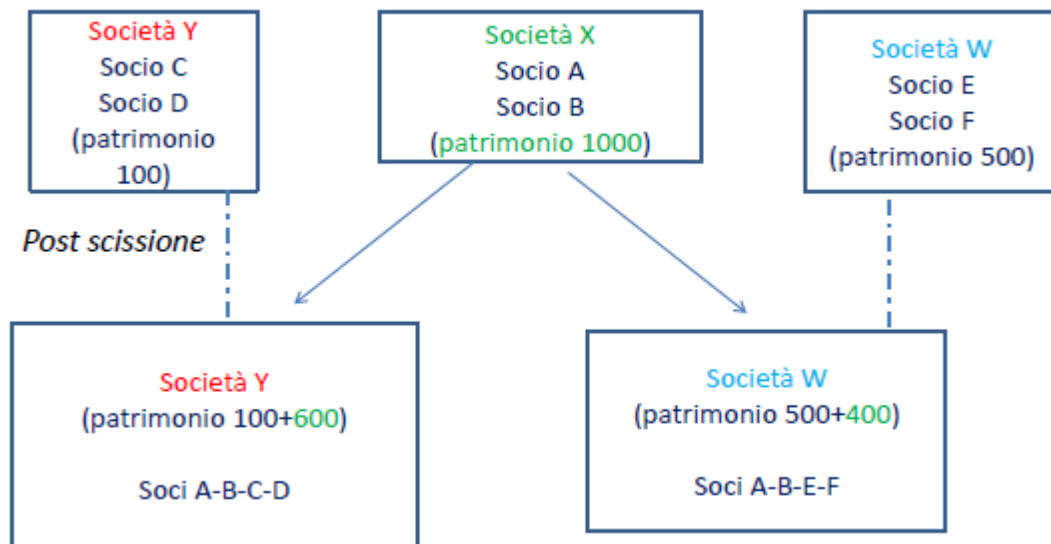 Società Y
Socio C
Socio D
(patrimonio
100)
Società X
Socio A
Socio B
(patrimonio 1000)
Società W
Socio E
Socio F
(patrimonio 500)
Post scissione
Società Y
(patrimonio 100+600)
Soci A-B-C-D
Società W
(patrimonio 500+400)
Soci A-B-E-F